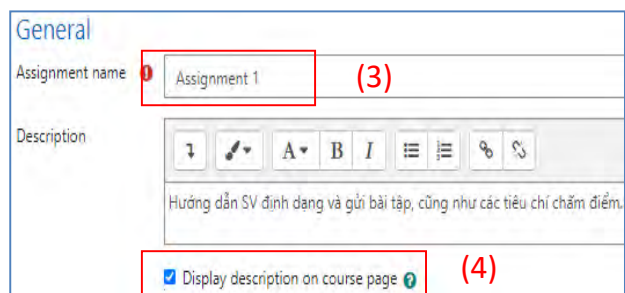 General
Assignment name Assignment 1 (3)
Description
A B I
Hướng dẫn SV định dạng và gửi bài tập, cũng như các tiêu chí chấm điểm.
Display description on course page (4)